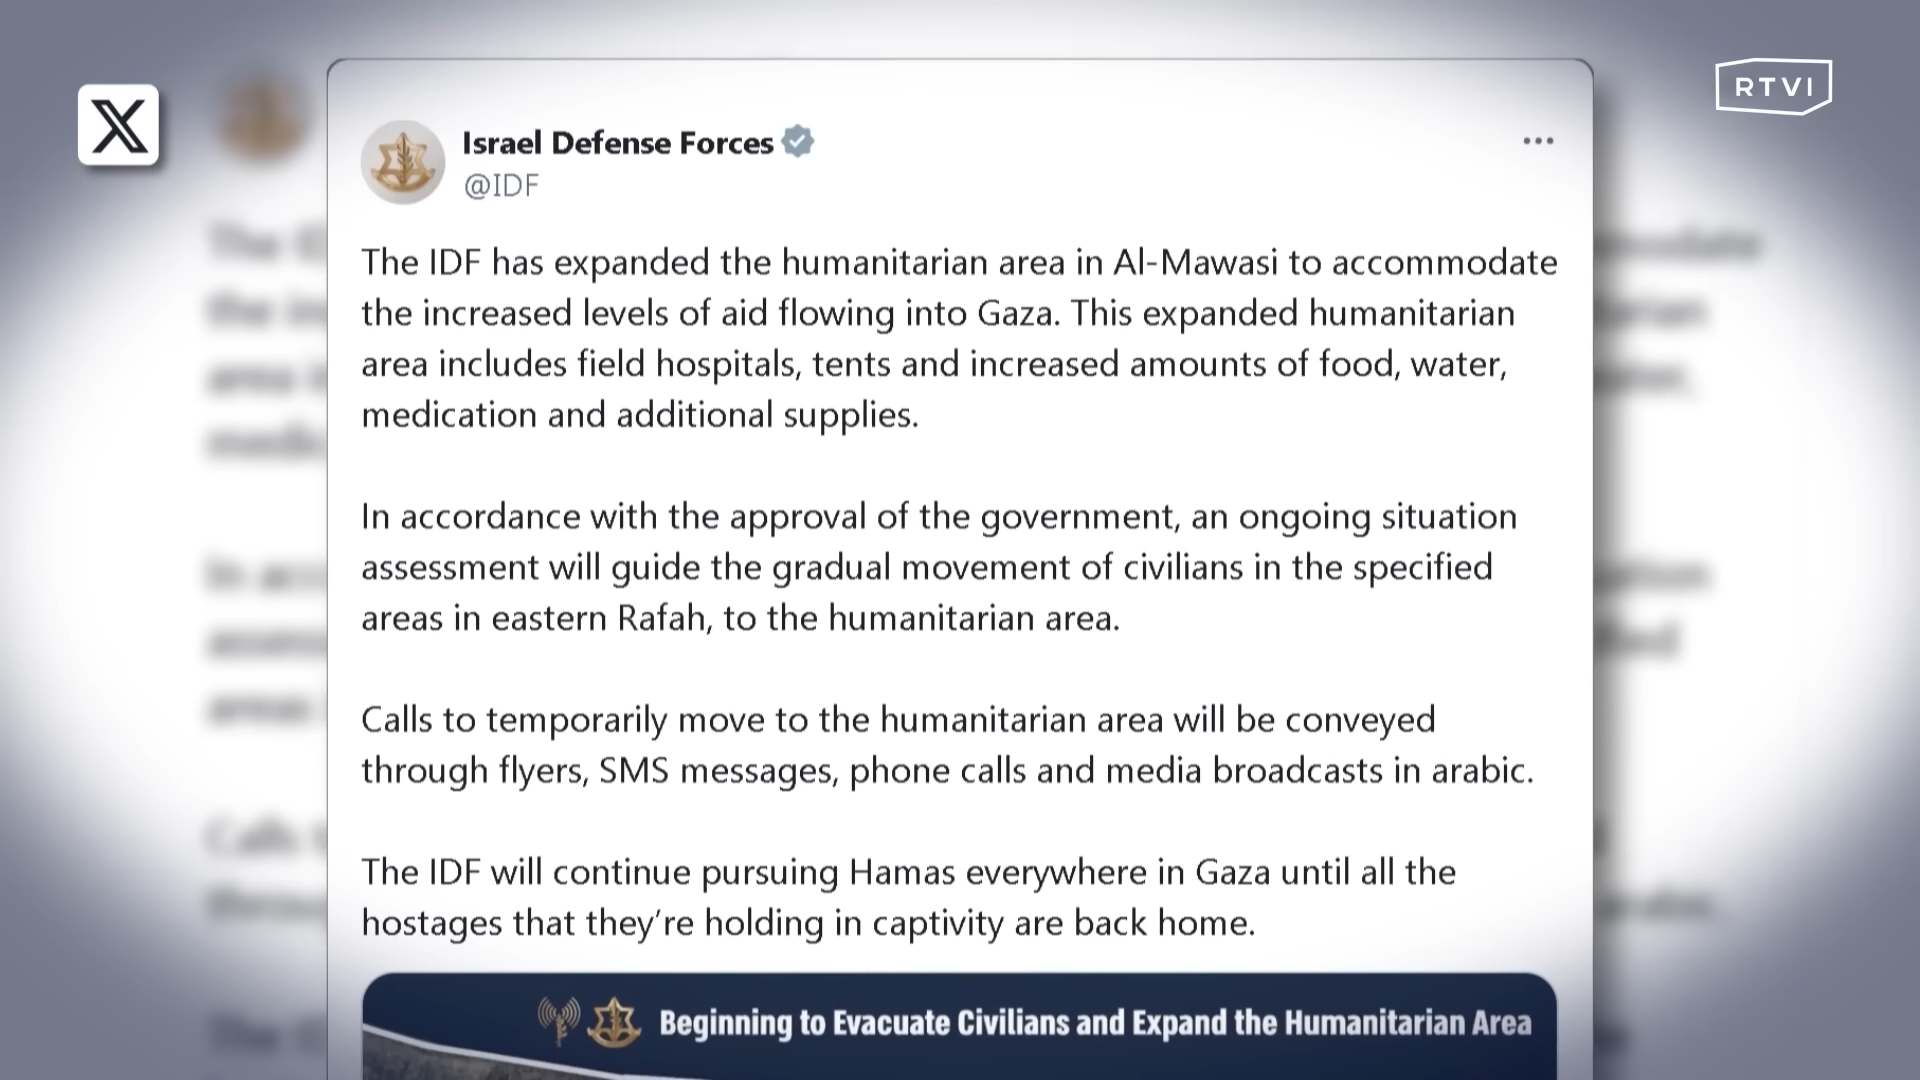 RTVI
Israel Defense Forces
@IDF
The IDF has expanded the humanitarian area in Al-Mawasi to accommodate
the increased levels of aid flowing into Gaza. This expanded humanitarian
area includes field hospitals, tents and increased amounts of food, water,
medication and additional supplies.
In accordance with the approval of the government, an ongoing situation
assessment will guide the gradual movement of civilians in the specified
areas in eastern Rafah, to the humanitarian area.
Calls to temporarily move to the humanitarian area will be conveyed
through flyers, SMS messages, phone calls and media broadcasts in arabic.
The IDF will continue pursuing Hamas everywhere in Gaza until all the
hostages that they’re holding in captivity are back home.
Beginning to Evacuate Civilians and Expand the Humanitarian Area